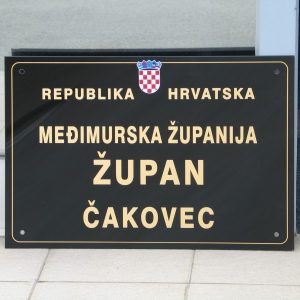 REPUBLIKA HRVATSKA
MEĐIMURSKA ŽUPANIJA
ŽUPAN
ČAKOVEC